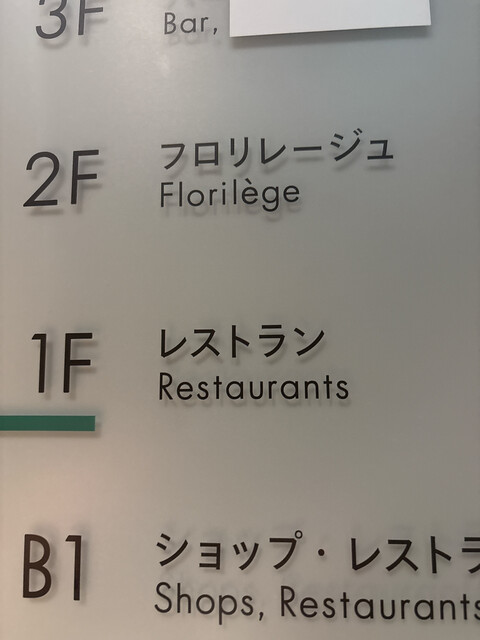 3F
Bar,
2F
フロリレージュ
Florilège
1F
レストラン
Restaurants
B1
ショップ・レストラ
Shops, Restaurants